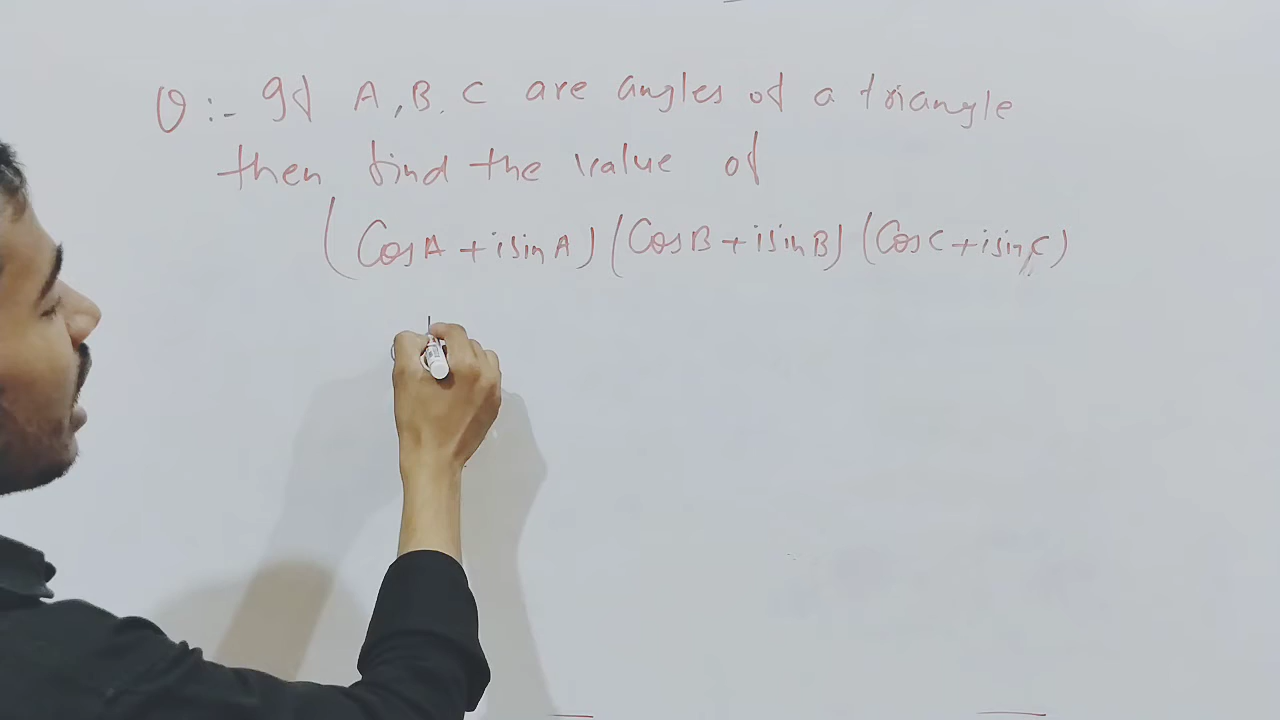 Q:- If A, B, C are angles of a triangle
then find the value of
(CosA + isinA) (CosB + isinB) (CosC + isinC)